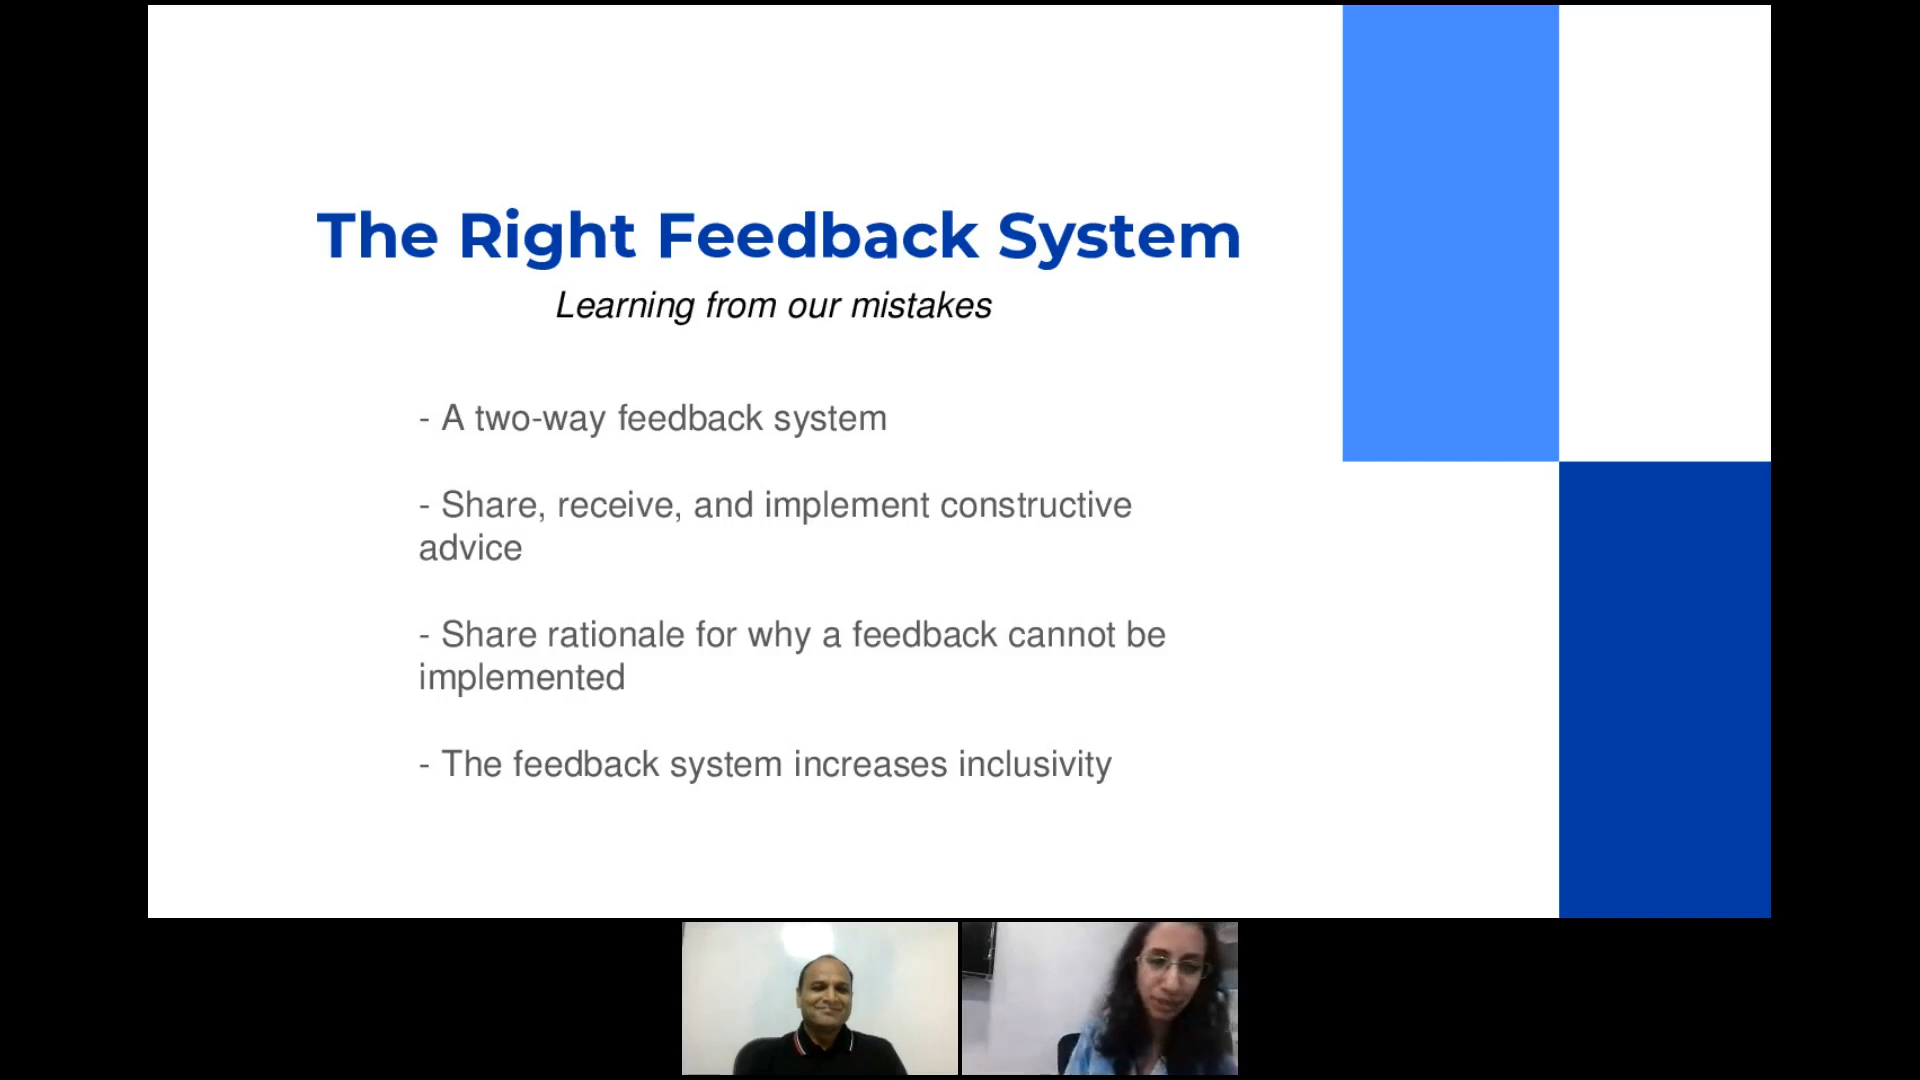 The Right Feedback System
Learning from our mistakes
- A two-way feedback system
- Share, receive, and implement constructive
advice
- Share rationale for why a feedback cannot be
implemented
- The feedback system increases inclusivity